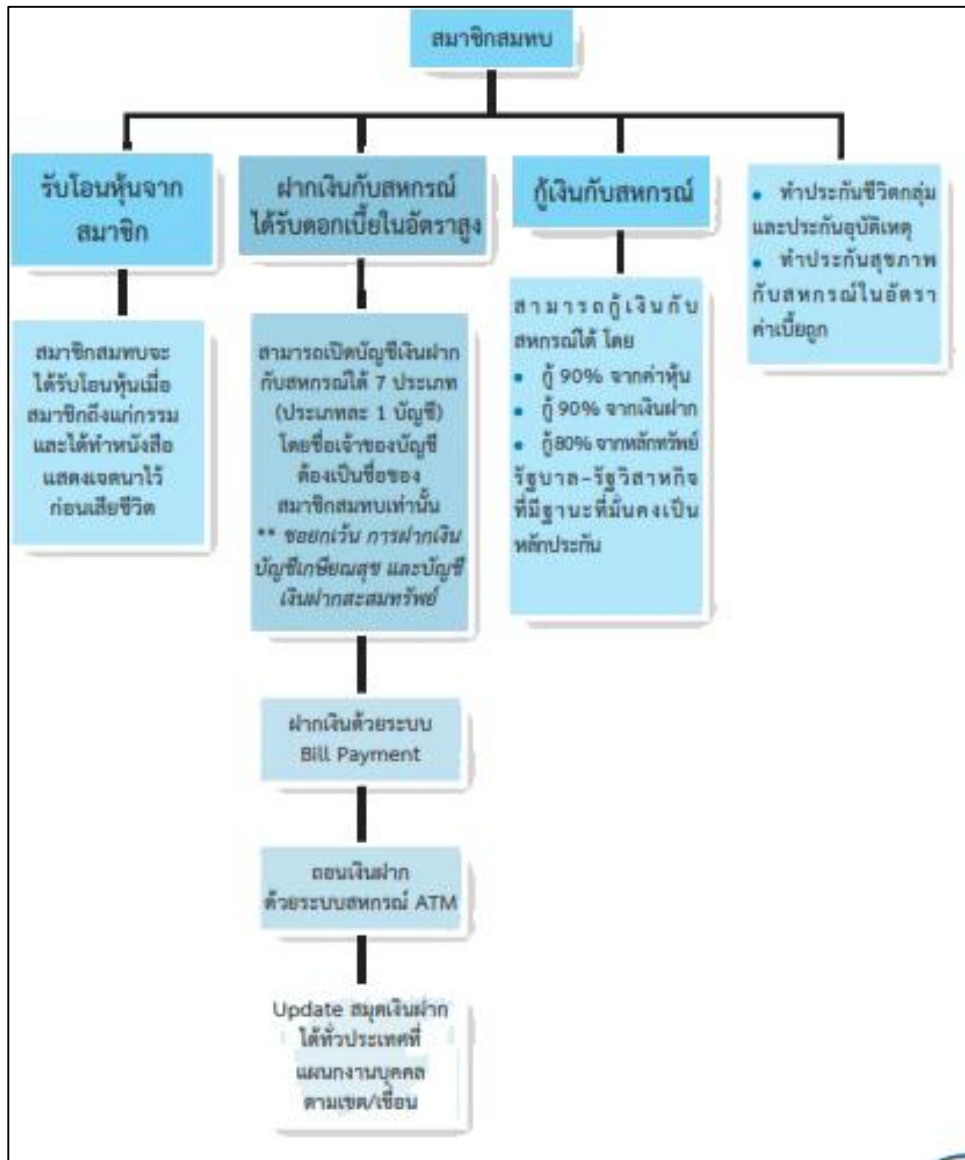 สมาชิกสมทบ
รับโอนหุ้นจาก
สมาชิก
สมาชิกสมทบจะ
ได้รับโอนหุ้นเมื่อ
สมาชิกถึงแก่กรรม
และได้ทำหนังสือ
แสดงเจตนาไว้
ก่อนเสียชีวิต
ฝากเงินกับสหกรณ์
ได้รับดอกเบี้ยในอัตราสูง
สามารถเปิดบัญชีเงินฝาก
กับสหกรณ์ได้ 7 ประเภท
(ประเภทละ 1 บัญชี)
โดยชื่อเจ้าของบัญชี
ต้องเป็นชื่อของ
สมาชิกสมทบเท่านั้น
** ขอยกเว้น การฝากเงิน
บัญชีเกษียณสุข และบัญชี
เงินฝากสะสมทรัพย์
ฝากเงินด้วยระบบ
Bill Payment
ถอนเงินฝาก
ด้วยระบบสหกรณ์ ATM
Update สมุดเงินฝาก
ได้ทั่วประเทศที่
แผนกงานบุคคล
ตามเขต/เขื่อน
กู้เงินกับสหกรณ์
สามารถกู้เงินกับ
สหกรณ์ได้ โดย
• กู้ 90% จากค่าหุ้น
• กู้ 90% จากเงินฝาก
• กู้80% จากหลักทรัพย์
รัฐบาล-รัฐวิสาหกิจ
ที่มีฐานะที่มั่นคงเป็น
หลักประกัน
• ทำประกันชีวิตกลุ่ม
และประกันอุบัติเหตุ
• ทำประกันสุขภาพ
กับสหกรณ์ในอัตรา
ค่าเบี้ยถูก